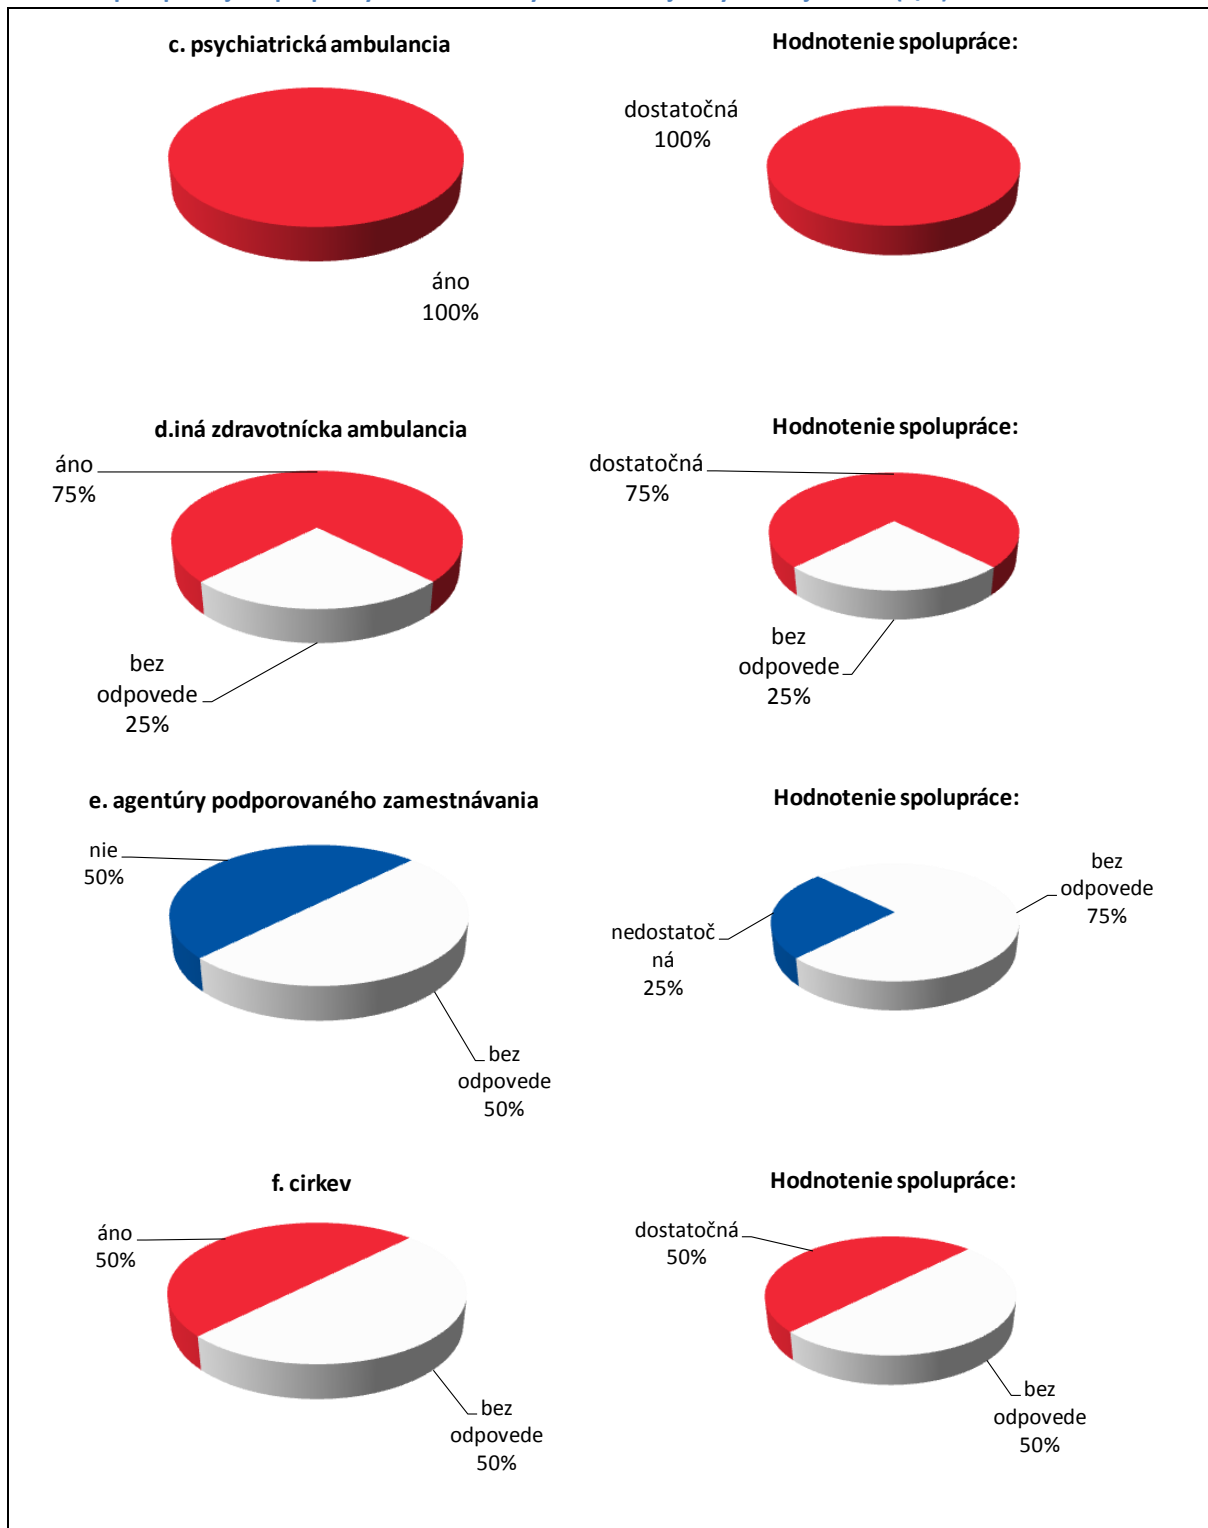 c. psychiatrická ambulancia
Hodnotenie spolupráce:
dostatočná
100%
áno
100%
d.iná zdravotnícka ambulancia
Hodnotenie spolupráce:
áno
75%
dostatočná
75%
bez
odpovede
25%
bez
odpovede
25%
e. agentúry podporovaného zamestnávania
Hodnotenie spolupráce:
nie
50%
bez
odpovede
75%
nedostatoč
ná
25%
bez
odpovede
50%
f. cirkev
Hodnotenie spolupráce:
áno
50%
dostatočná
50%
bez
odpovede
50%
bez
odpovede
50%